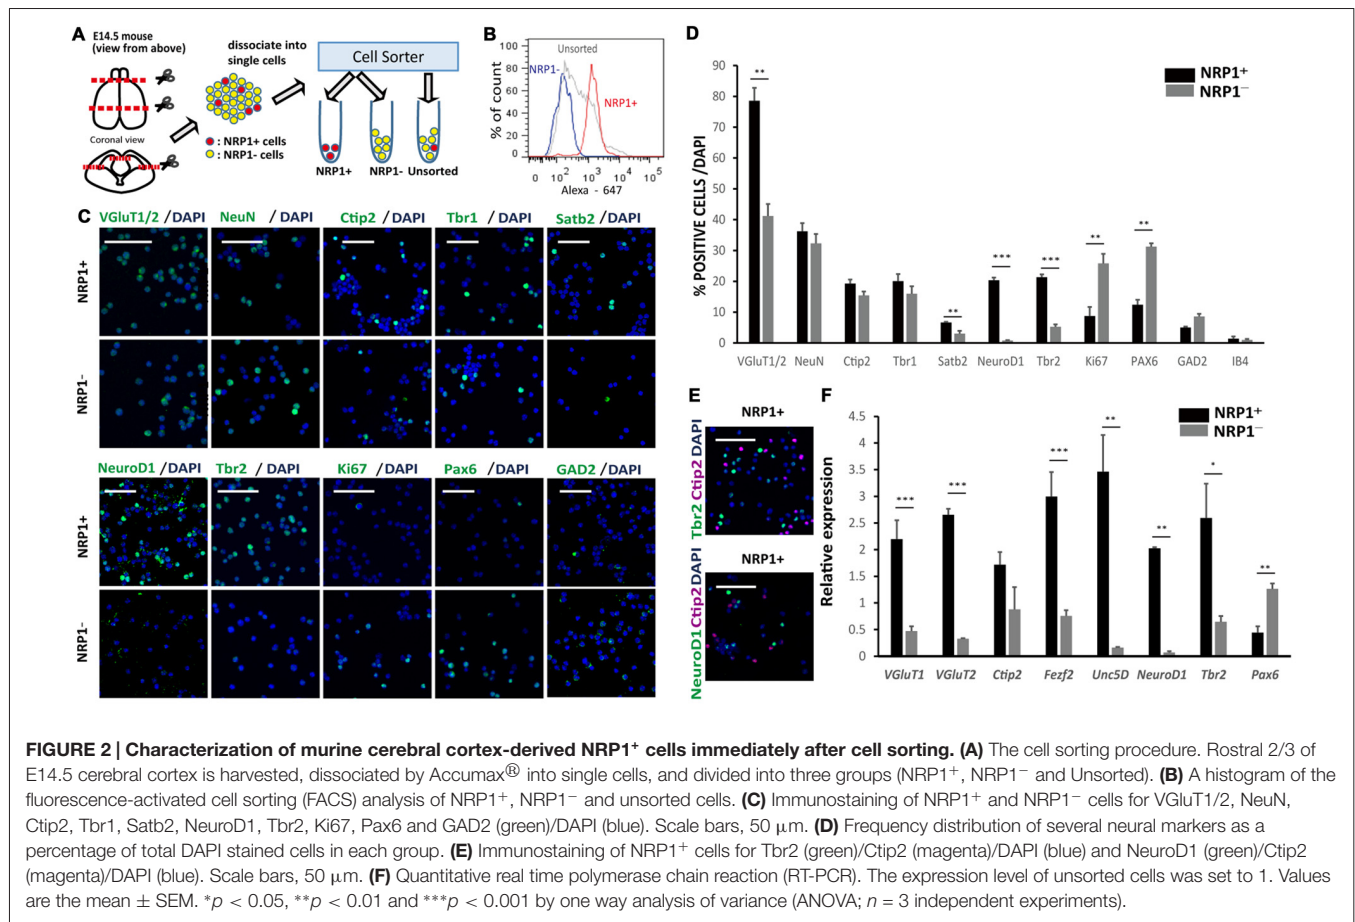 A
E14.5 mouse
(view from above)
dissociate into
single cells
Cell Sorter
Coronal view
: NRP1+ cells
: NRP1- cells
NRP1+
NRP1- Unsorted
B
Unsorted
NRP1-
NRP1+
% of count
100
80
60
40
20
0
0 10² 10³ 10⁴ 10⁵
Alexa - 647
C
VGluT1/2 /DAPI NeuN / DAPI Ctip2 /DAPI Tbr1 /DAPI Satb2 /DAPI
NRP1+
NRP1-
NeuroD1 /DAPI Tbr2 / DAPI Ki67 /DAPI Pax6 /DAPI GAD2 /DAPI
NRP1+
NRP1-
D
% POSITIVE CELLS /DAPI
90
80
70
60
50
40
30
20
10
0
** ** *** *** ** **
NRP1⁺
NRP1⁻
VGluT1/2 NeuN Ctip2 Tbr1 Satb2 NeuroD1 Tbr2 Ki67 PAX6 GAD2 IB4
E
NRP1+
Tbr2 Ctip2 DAPI
NRP1+
NeuroD1 Ctip2 DAPI
F
Relative expression
4.5
4
3.5
3
2.5
2
1.5
1
0.5
0
*** *** *** ** ** * **
NRP1⁺
NRP1⁻
VGluT1 VGluT2 Ctip2 Fezf2 Unc5D NeuroD1 Tbr2 Pax6
FIGURE 2 | Characterization of murine cerebral cortex-derived NRP1⁺ cells immediately after cell sorting. (A) The cell sorting procedure. Rostral 2/3 of
E14.5 cerebral cortex is harvested, dissociated by Accumax® into single cells, and divided into three groups (NRP1⁺, NRP1⁻ and Unsorted). (B) A histogram of the
fluorescence-activated cell sorting (FACS) analysis of NRP1⁺, NRP1⁻ and unsorted cells. (C) Immunostaining of NRP1⁺ and NRP1⁻ cells for VGluT1/2, NeuN,
Ctip2, Tbr1, Satb2, NeuroD1, Tbr2, Ki67, Pax6 and GAD2 (green)/DAPI (blue). Scale bars, 50 μm. (D) Frequency distribution of several neural markers as a
percentage of total DAPI stained cells in each group. (E) Immunostaining of NRP1⁺ cells for Tbr2 (green)/Ctip2 (magenta)/DAPI (blue) and NeuroD1 (green)/Ctip2
(magenta)/DAPI (blue). Scale bars, 50 μm. (F) Quantitative real time polymerase chain reaction (RT-PCR). The expression level of unsorted cells was set to 1. Values
are the mean ± SEM. *p < 0.05, **p < 0.01 and ***p < 0.001 by one way analysis of variance (ANOVA; n = 3 independent experiments).